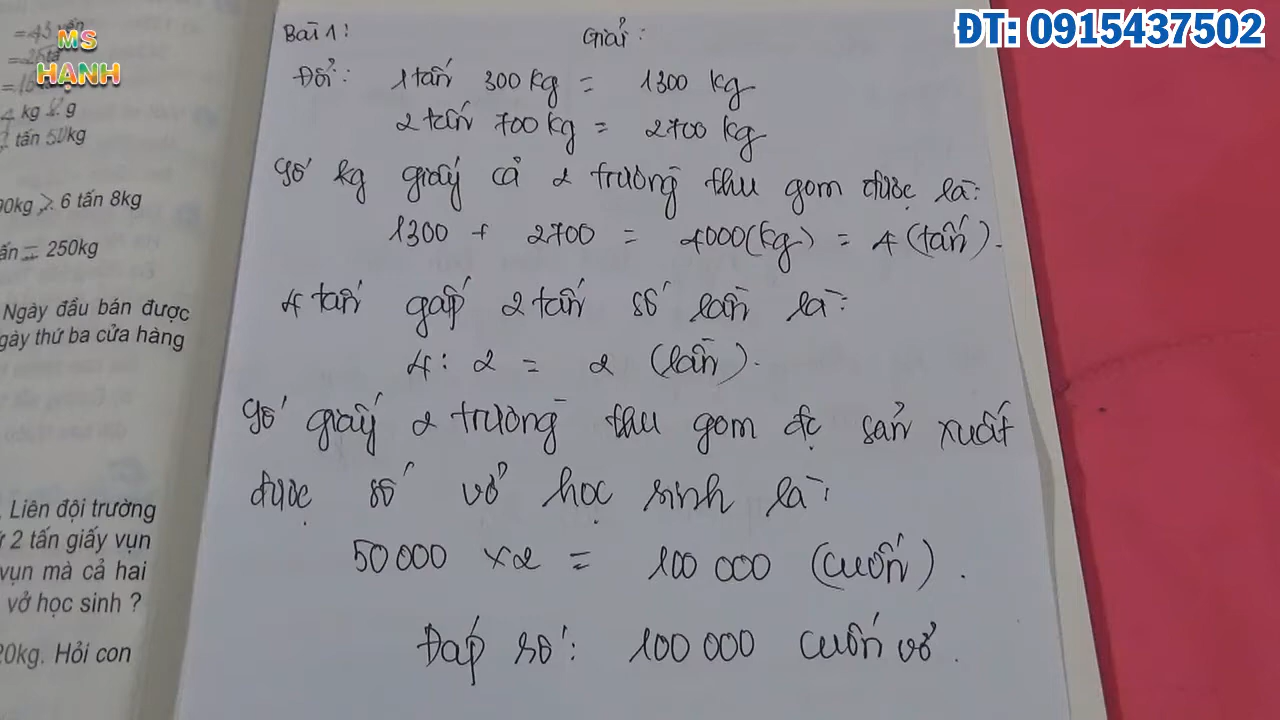 ĐT: 0915437502
MS
HẠNH
kg g
tấn 50kg
90kg > 6 tấn 8kg
ấn = 250kg
Ngày đầu bán được
gày thứ ba cửa hàng
Liên đội trường
2 tấn giấy vụn
vụn mà cả hai
vở học sinh ?
20kg. Hỏi con
Bài 1: Giải:
Đổi: 1 tấn 300 kg = 1300 kg
2 tấn 700 kg = 2700 kg
Số kg giấy cả 2 trường thu gom được là:
1300 + 2700 = 4000 (kg) = 4 (tấn).
4 tấn gấp 2 tấn số lần là:
4 : 2 = 2 (lần).
Số giấy 2 trường thu gom đc sản xuất
được số vở học sinh là:
50 000 x 2 = 100 000 (cuốn).
Đáp số: 100 000 cuốn vở.